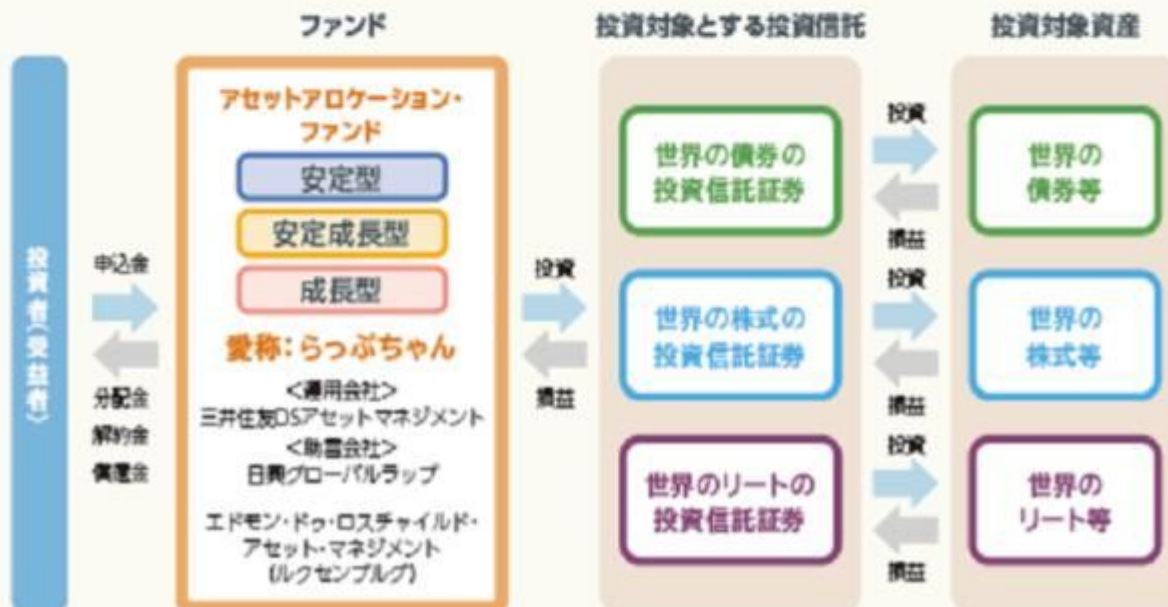 ファンド
投資対象とする投資信託
投資対象資産
投資者(受益者)
申込金
分配金
解約金
償還金
アセットアロケーション・
ファンド
安定型
安定成長型
成長型
愛称:らっぷちゃん
<運用会社>
三井住友DSアセットマネジメント
<助言会社>
日興グローバルラップ
エドモン・ドゥ・ロスチャイルド・
アセット・マネジメント
(ルクセンブルグ)
投資
損益
世界の債券の
投資信託証券
世界の株式の
投資信託証券
世界のリートの
投資信託証券
投資
損益
投資
損益
投資
損益
世界の
債券等
世界の
株式等
世界の
リート等